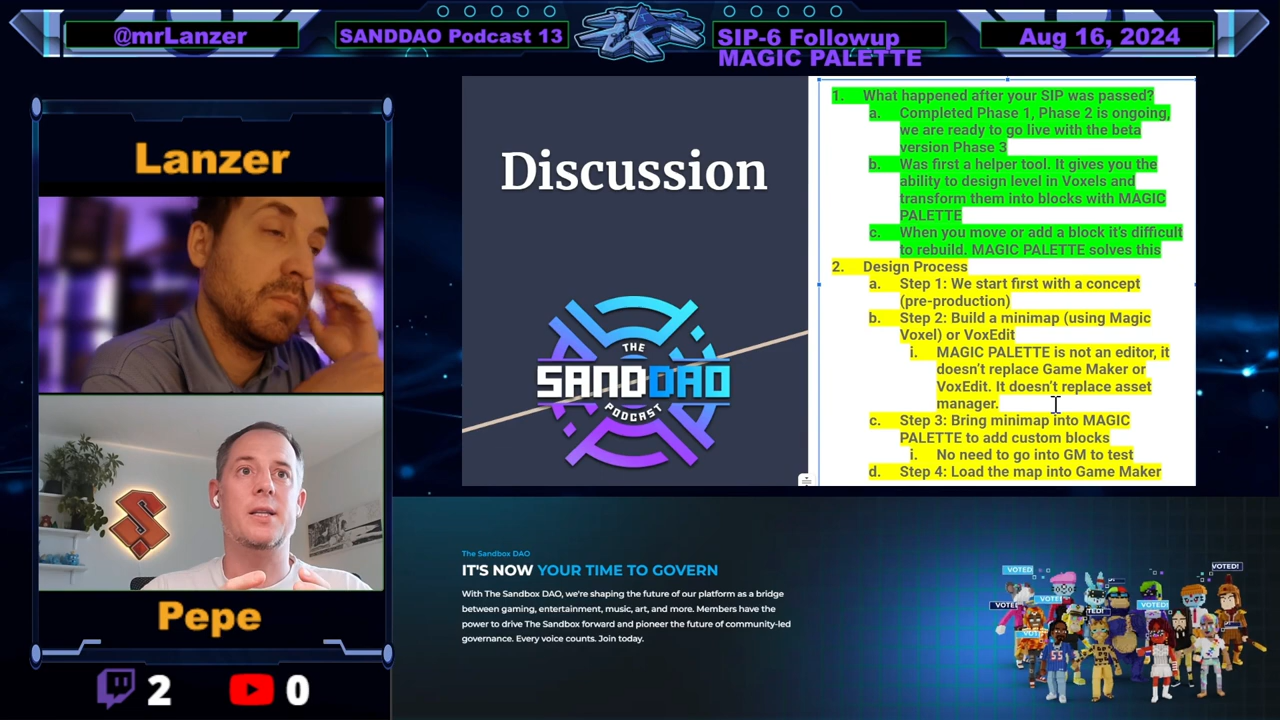 @mrLanzer
SANDDAO Podcast 13
SIP-6 Followup
MAGIC PALETTE
Aug 16, 2024
Lanzer
Pepe
2
0
Discussion
THE
SANDDAO
PODCAST
1. What happened after your SIP was passed?
a. Completed Phase 1, Phase 2 is ongoing,
we are ready to go live with the beta
version Phase 3
b. Was first a helper tool. It gives you the
ability to design level in Voxels and
transform them into blocks with MAGIC
PALETTE
c. When you move or add a block it's difficult
to rebuild. MAGIC PALETTE solves this
2. Design Process
a. Step 1: We start first with a concept
(pre-production)
b. Step 2: Build a minimap (using Magic
Voxel) or VoxEdit
i. MAGIC PALETTE is not an editor, it
doesn't replace Game Maker or
VoxEdit. It doesn't replace asset
manager.
c. Step 3: Bring minimap into MAGIC
PALETTE to add custom blocks
i. No need to go into GM to test
d. Step 4: Load the map into Game Maker
The Sandbox DAO
IT'S NOW YOUR TIME TO GOVERN
With The Sandbox DAO, we're shaping the future of our platform as a bridge
between gaming, entertainment, music, art, and more. Members have the
power to drive The Sandbox forward and pioneer the future of community-led
governance. Every voice counts. Join today.
VOTED!
VOTED!
VOTED!
55